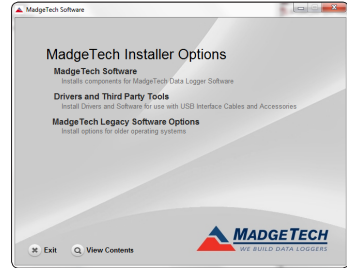 MadgeTech Software
MadgeTech Installer Options
MadgeTech Software
Installs components for MadgeTech Data Logger Software
Drivers and Third Party Tools
Install Drivers and Software for use with USB Interface Cables and Accessories
MadgeTech Legacy Software Options
Install options for older operating systems
Exit
View Contents
MADGETECH
WE BUILD DATA LOGGERS